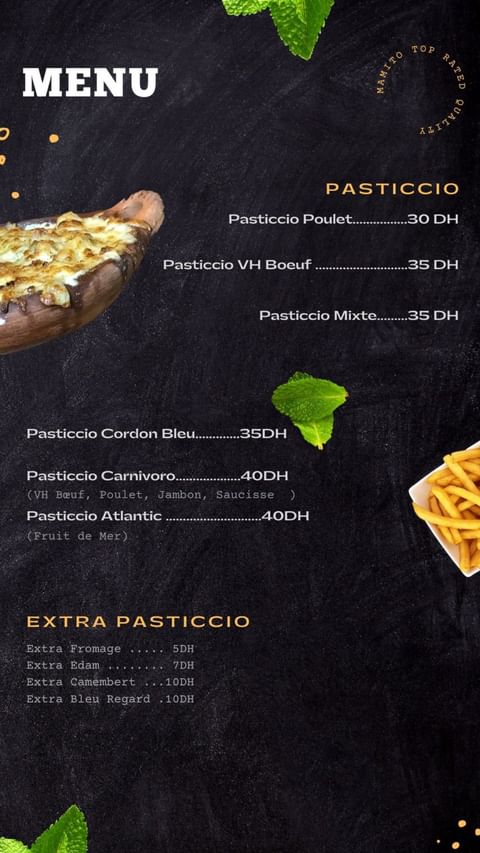 MENU
MAMITO TOP RATED QUALITY
PASTICCIO
Pasticcio Poulet................30 DH
Pasticcio VH Boeuf ............................35 DH
Pasticcio Mixte.........35 DH
Pasticcio Cordon Bleu.............35DH
Pasticcio Carnivoro...................40DH
(VH Bœuf, Poulet, Jambon, Saucisse  )
Pasticcio Atlantic .............................40DH
(Fruit de Mer)
EXTRA PASTICCIO
Extra Fromage ..... 5DH
Extra Edam ........ 7DH
Extra Camembert ...10DH
Extra Bleu Regard .10DH